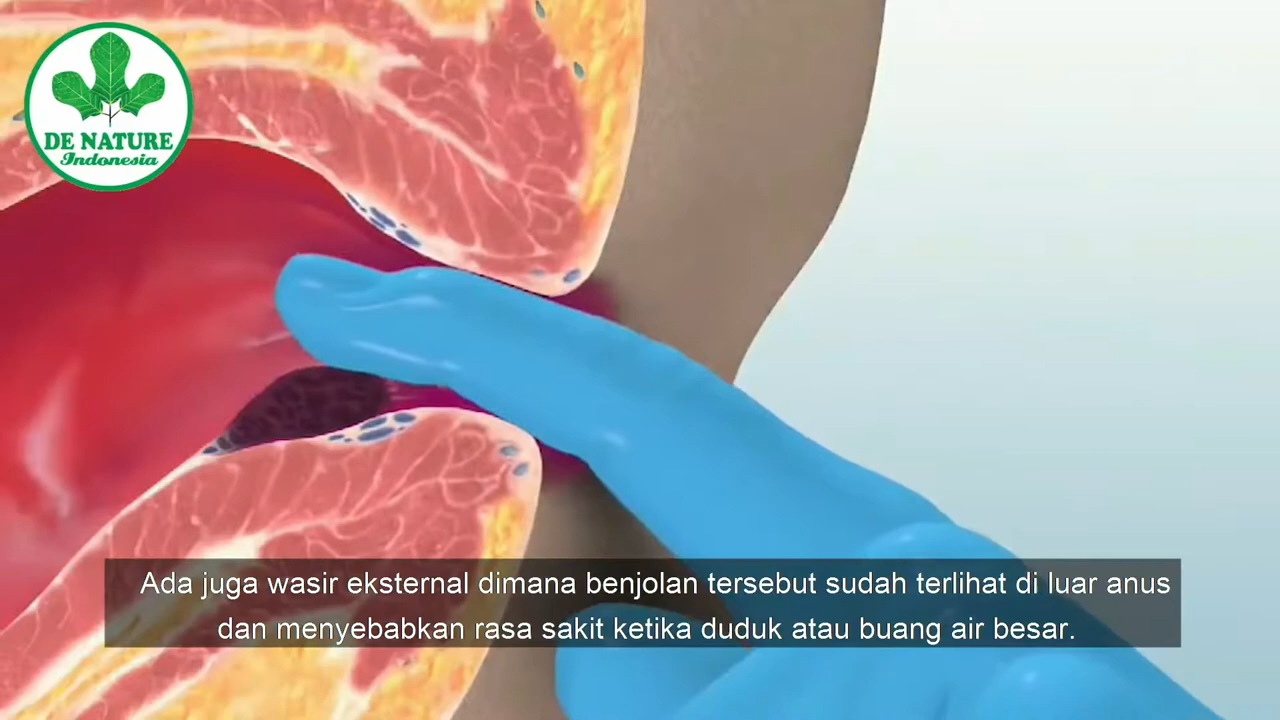 DE NATURE
Indonesia
Ada juga wasir eksternal dimana benjolan tersebut sudah terlihat di luar anus
dan menyebabkan rasa sakit ketika duduk atau buang air besar.